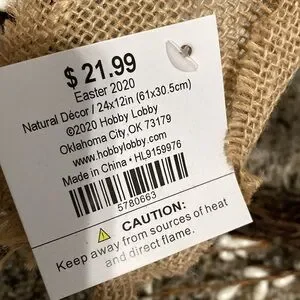 $ 21.99
Easter 2020
Natural Décor / 24x12in (61x30.5cm)
©2020 Hobby Lobby
Oklahoma City, OK 73179
www.hobbylobby.com
Made in China • HL9159976
5780663
CAUTION:
Keep away from sources of heat
and direct flame.